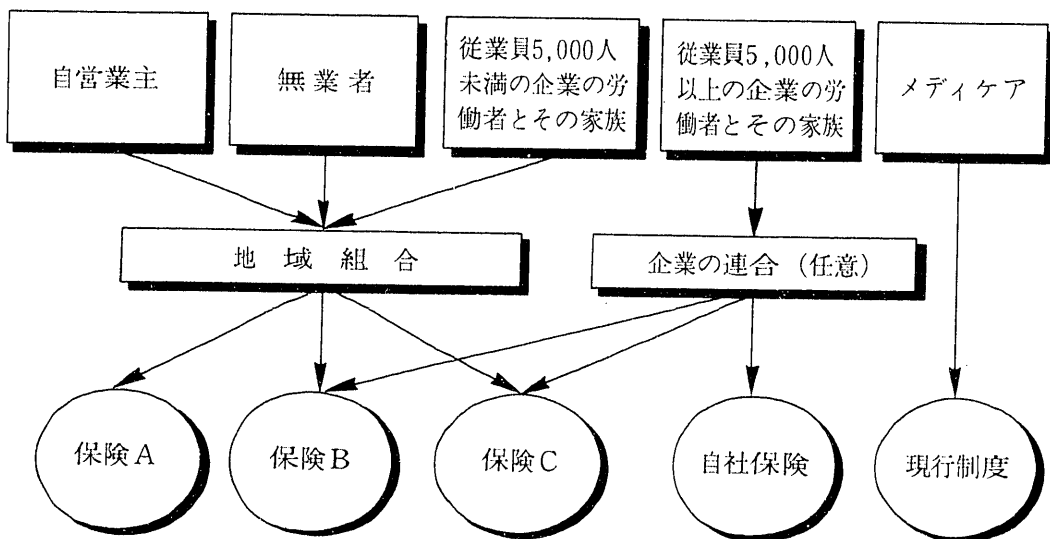 自営業主
無業者
従業員5,000人
未満の企業の労
働者とその家族
従業員5,000人
以上の企業の労
働者とその家族
メディケア
地域組合
企業の連合（任意）
保険A
保険B
保険C
自社保険
現行制度